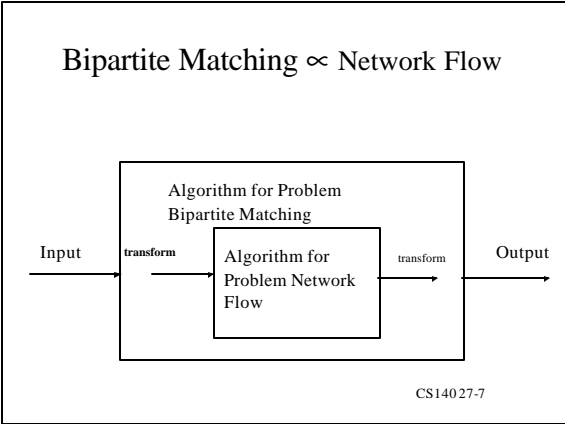 Bipartite Matching ∝ Network Flow
Algorithm for Problem
Bipartite Matching
Input
transform
Algorithm for
Problem Network
Flow
transform
Output
CS140 27-7